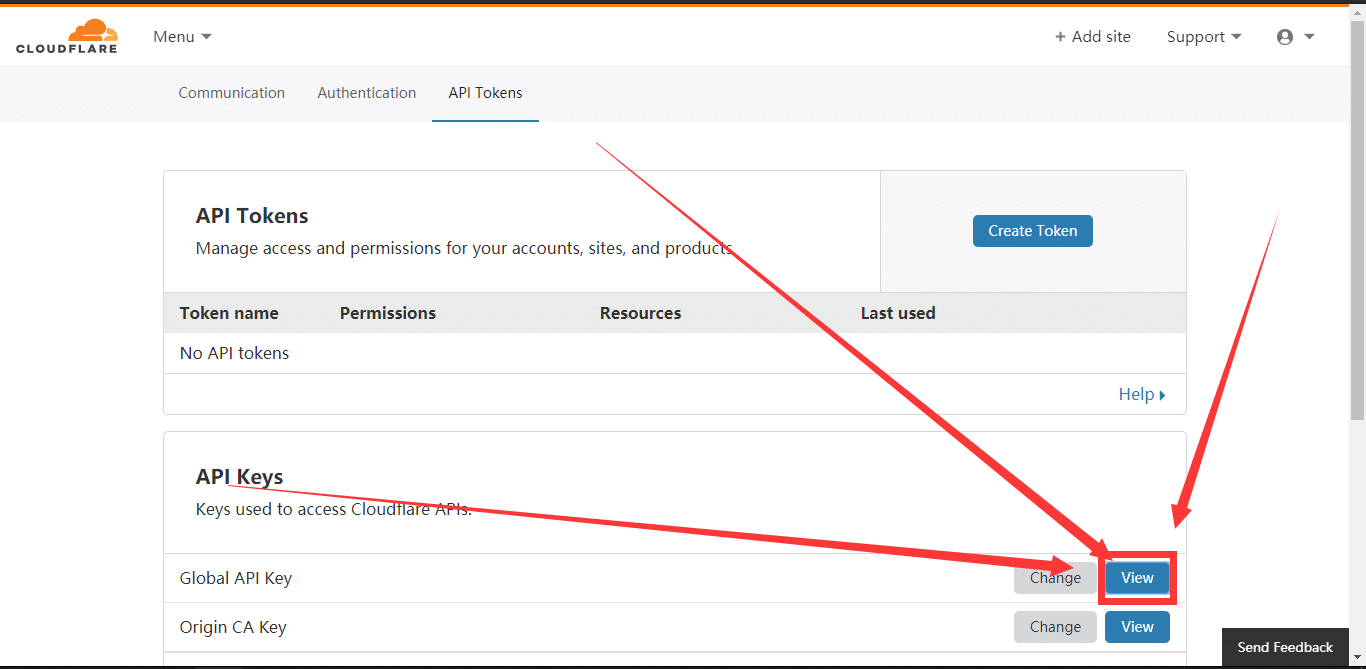 CLOUDFLARE
Menu
+ Add site
Support
Communication
Authentication
API Tokens
API Tokens
Manage access and permissions for your accounts, sites, and products.
Create Token
Token name
Permissions
Resources
Last used
No API tokens
Help
API Keys
Keys used to access Cloudflare APIs.
Global API Key
Change
View
Origin CA Key
Change
View
Send Feedback